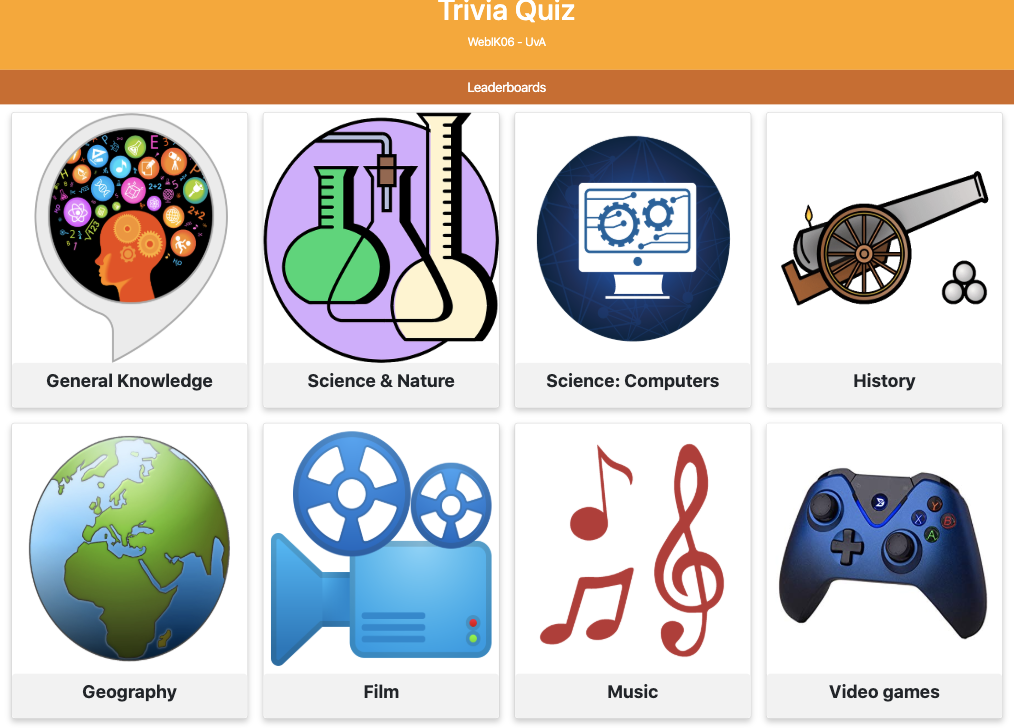 Trivia Quiz
WebIK06 - UvA
Leaderboards
General Knowledge
Science & Nature
Science: Computers
History
Geography
Film
Music
Video games